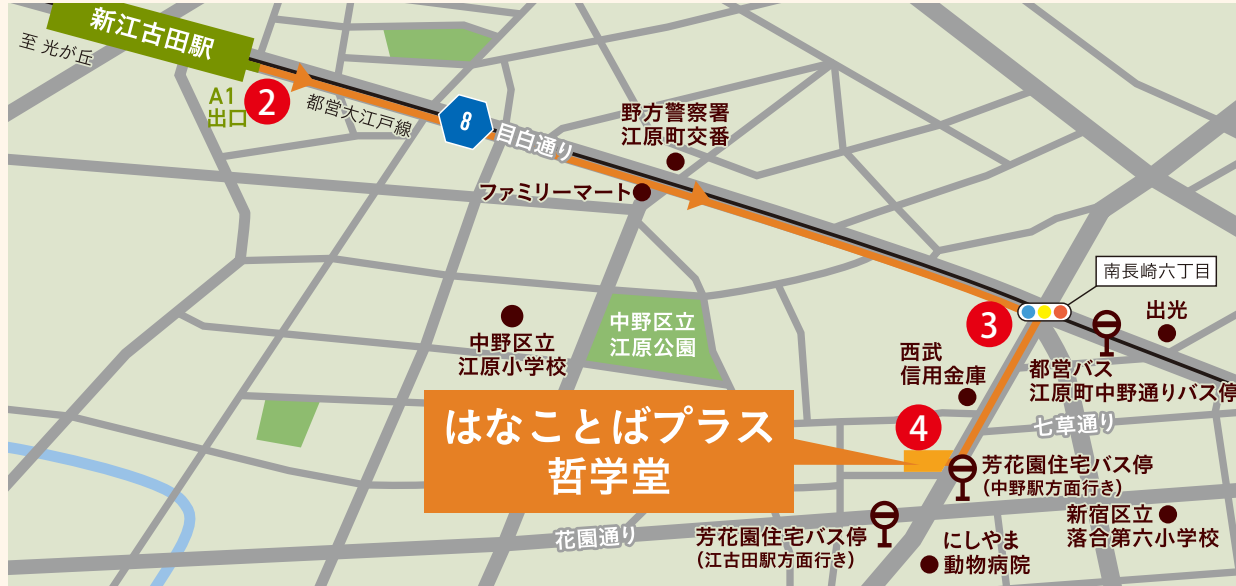 新江古田駅
至 光が丘
A1
出口
2
都営大江戸線
8
目白通り
野方警察署
江原町交番
ファミリーマート
南長崎六丁目
3
出光
中野区立
江原小学校
中野区立
江原公園
西武
信用金庫
都営バス
江原町中野通りバス停
はなことばプラス
哲学堂
4
七草通り
芳花園住宅バス停
(中野駅方面行き)
新宿区立
落合第六小学校
花園通り
芳花園住宅バス停
(江古田駅方面行き)
にしやま
動物病院